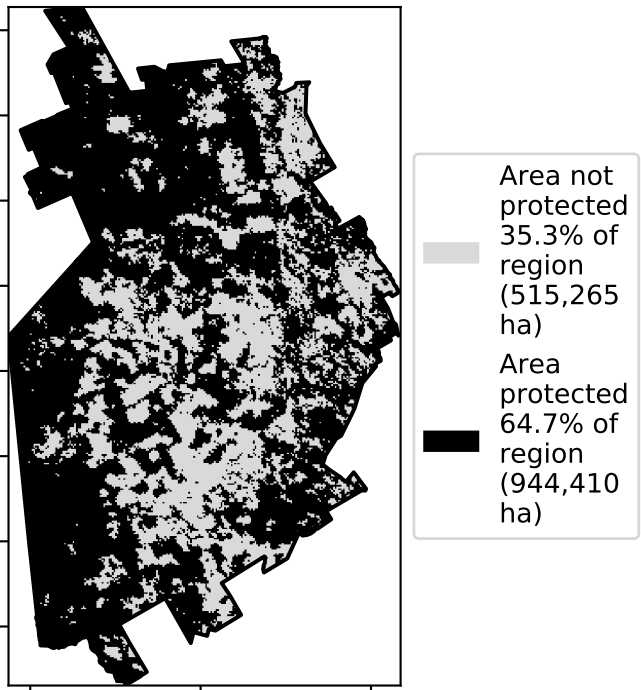 Area not
protected
35.3% of
region
(515,265
ha)
Area
protected
64.7% of
region
(944,410
ha)